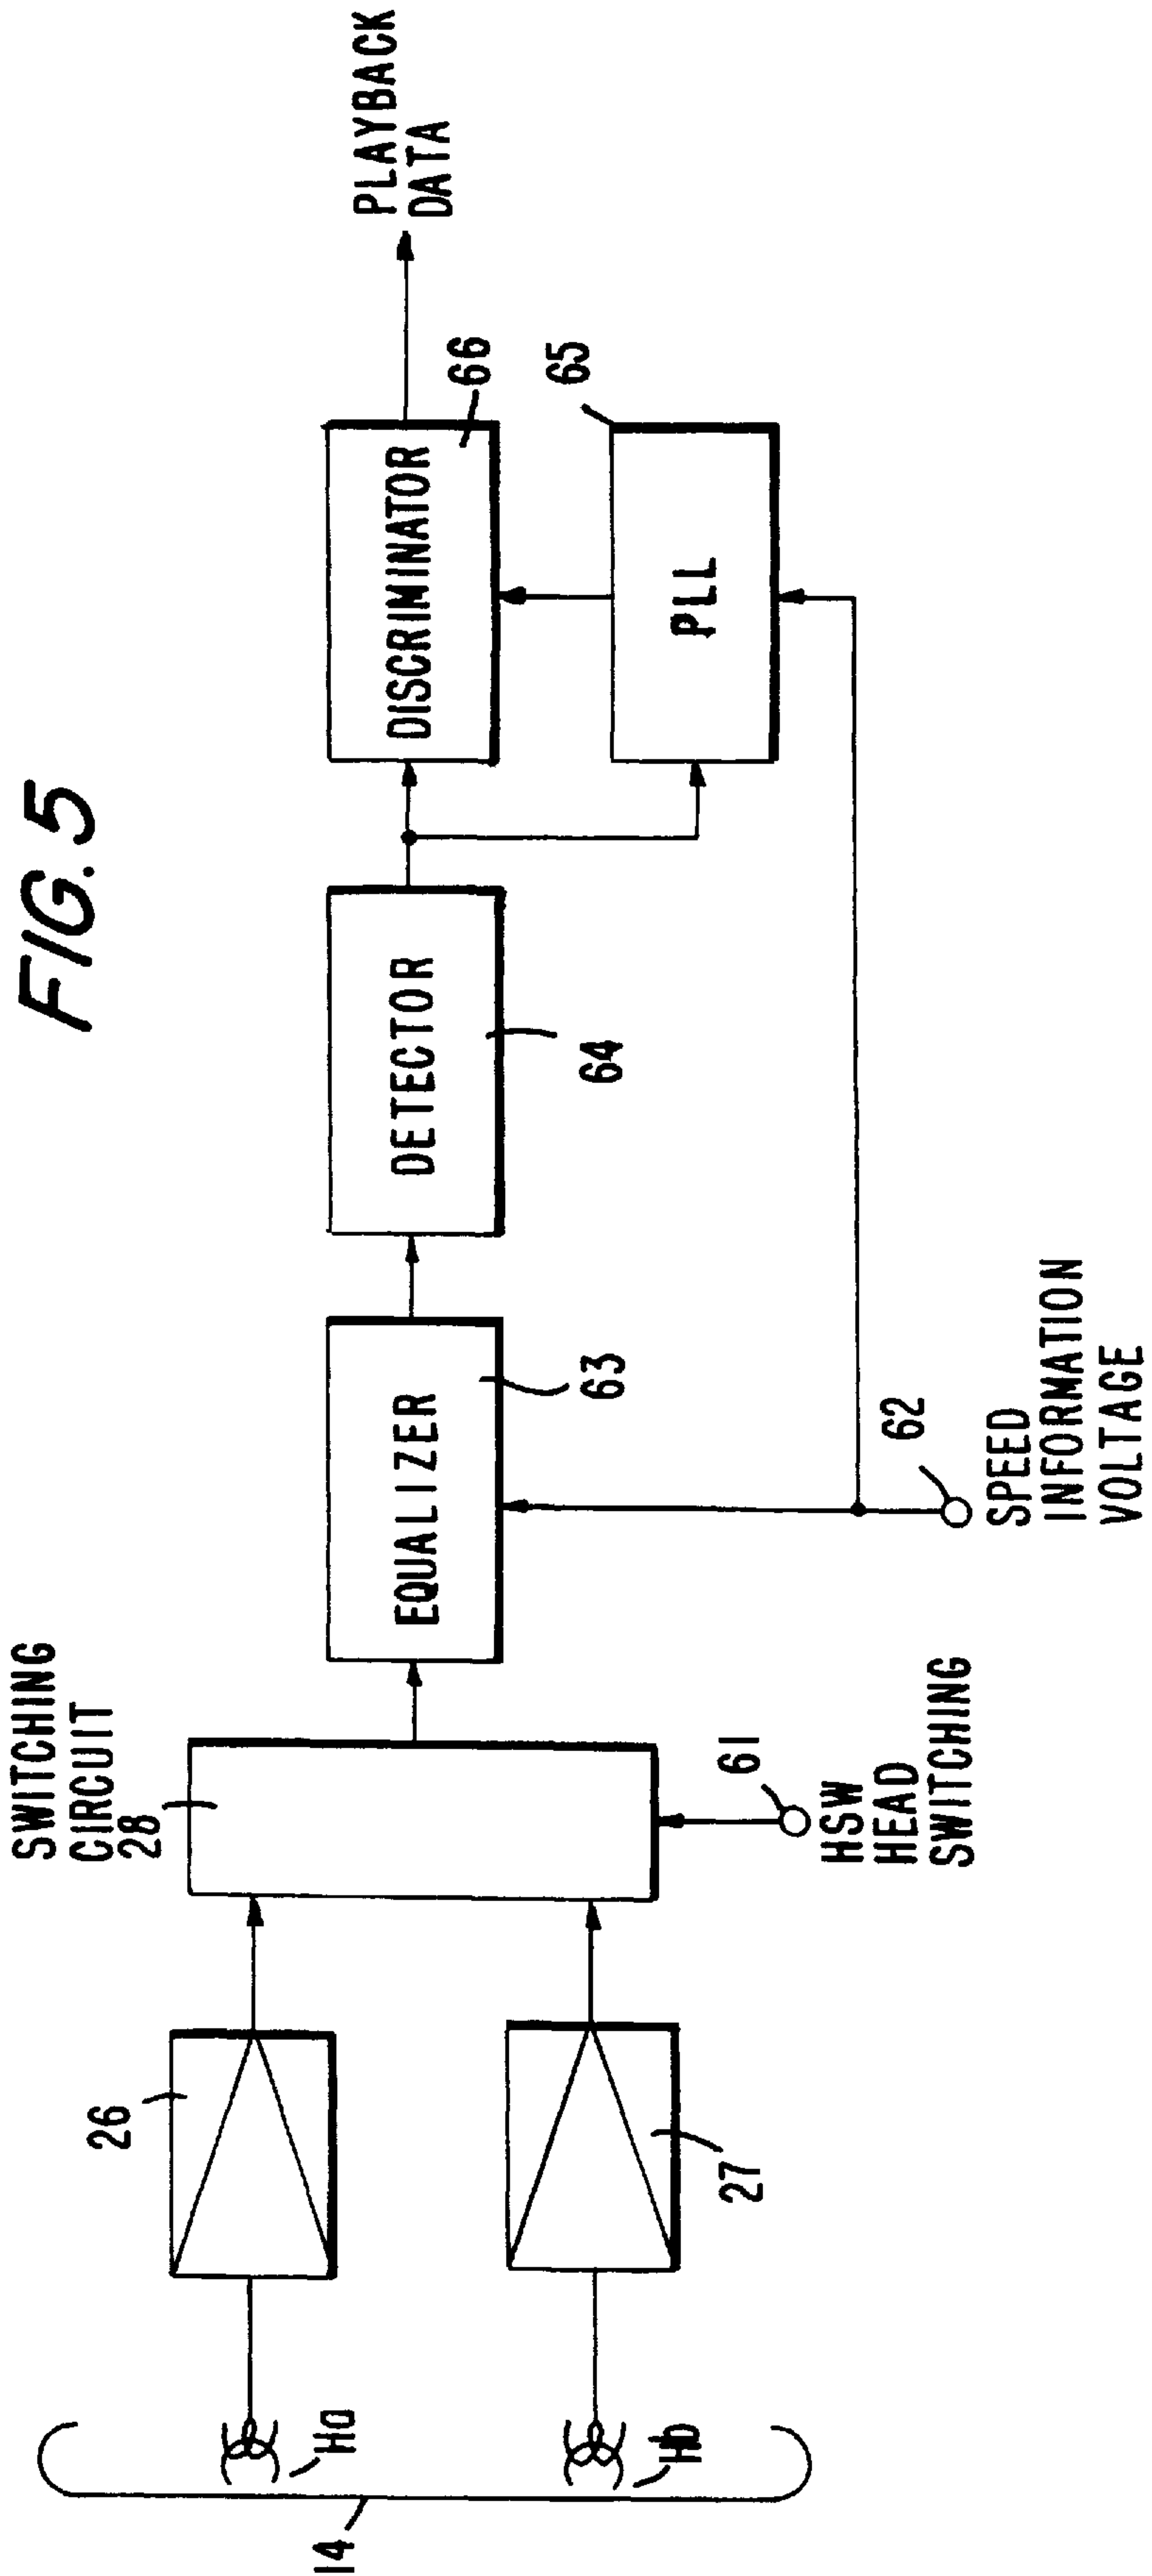 FIG. 5
SWITCHING
CIRCUIT
28
26
27
14
Ha
Hb
61
HSW
HEAD
SWITCHING
EQUALIZER
63
62
SPEED
INFORMATION
VOLTAGE
DETECTOR
64
DISCRIMINATOR
66
PLL
65
PLAYBACK
DATA